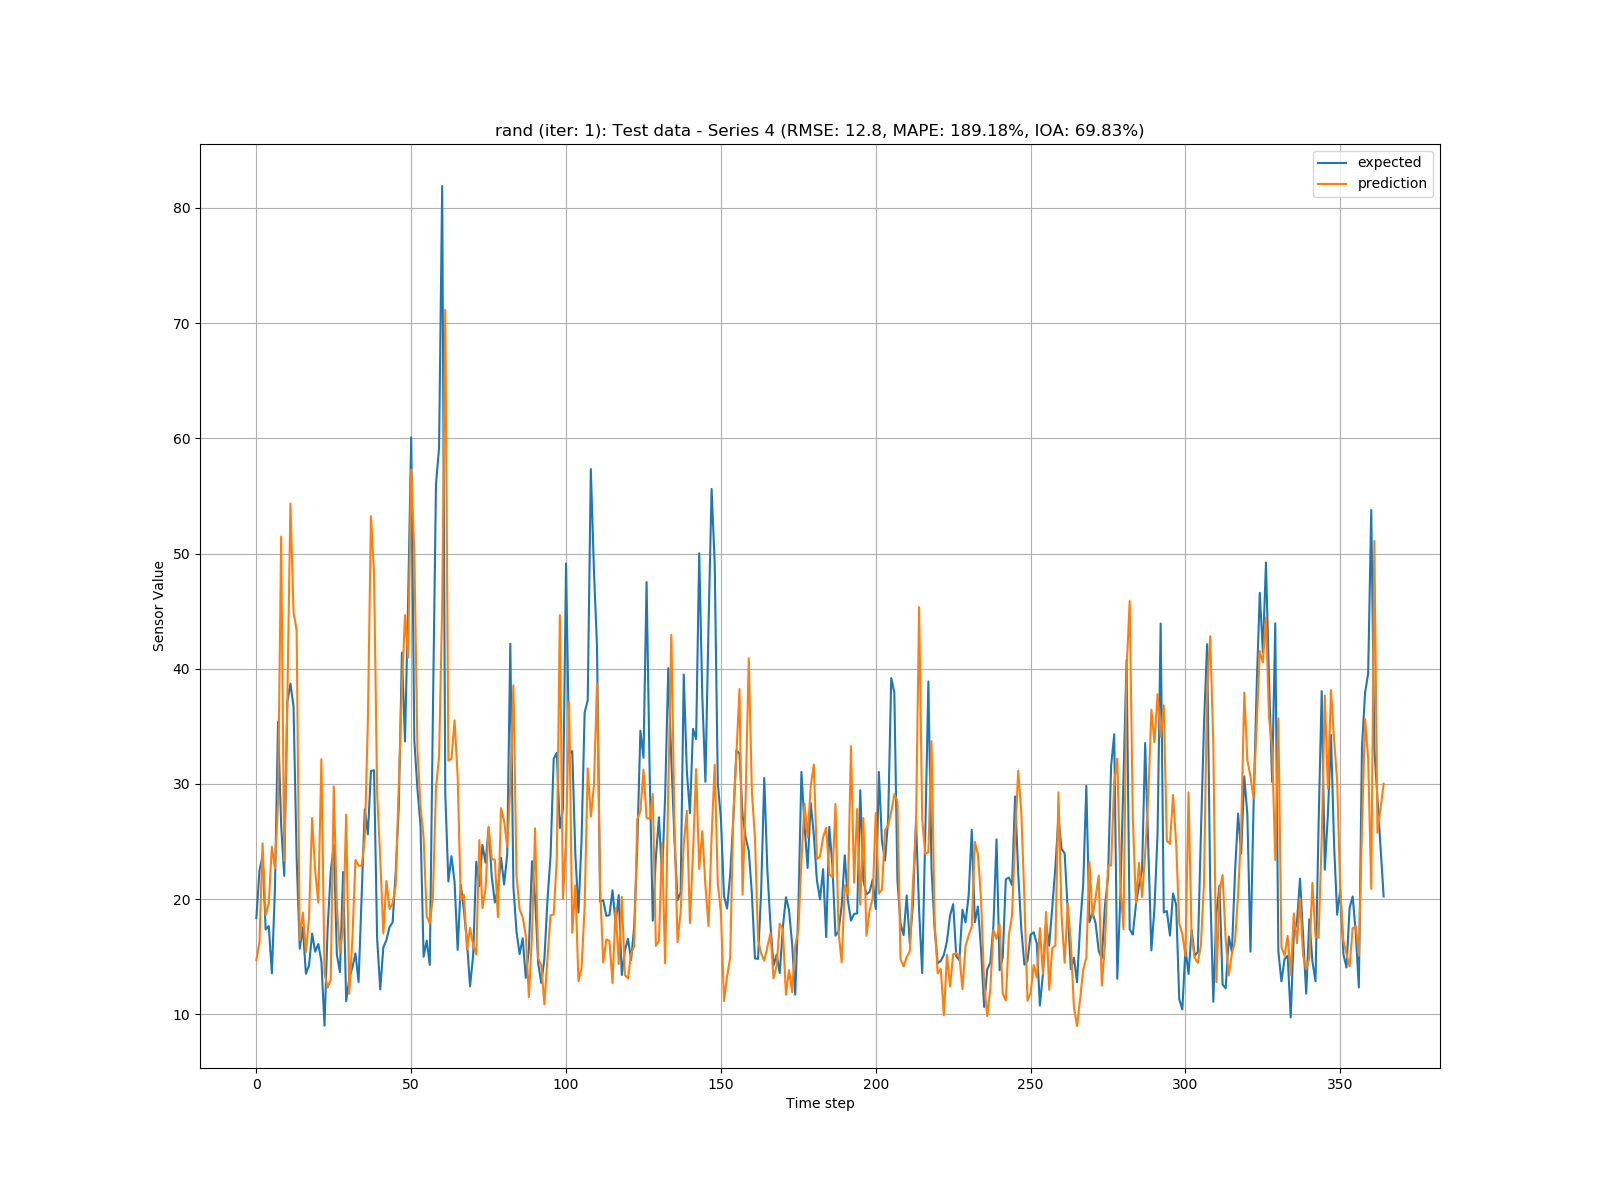 rand (iter: 1): Test data - Series 4 (RMSE: 12.8, MAPE: 189.18%, IOA: 69.83%)
expected
prediction
80
70
60
50
40
30
20
10
Sensor Value
0 50 100 150 200 250 300 350
Time step